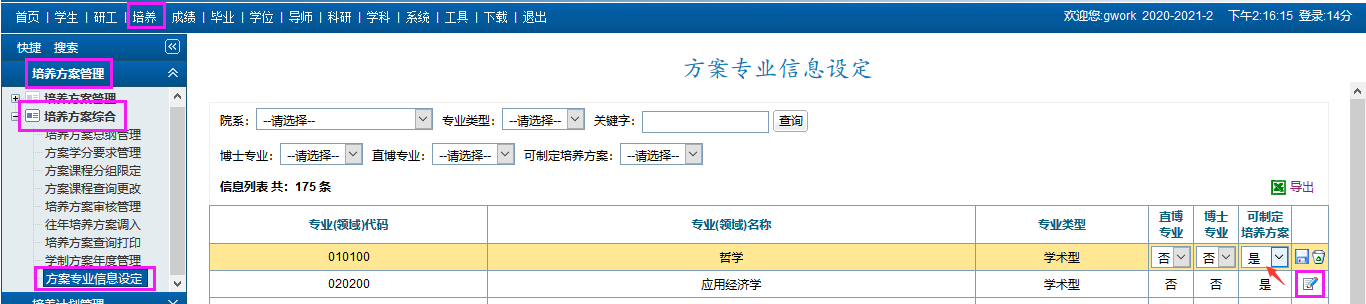 首页 | 学生 | 研工 | 培养 | 成绩 | 毕业 | 学位 | 导师 | 科研 | 学科 | 系统 | 工具 | 下载 | 退出
欢迎您:gwork 2020-2021-2 下午2:16:15 登录:14分
快捷 搜索
培养方案管理
培养方案管理
培养方案综合
培养方案总纲管理
方案学分要求管理
方案课程分组限定
方案课程查询更改
培养方案审核管理
往年培养方案调入
培养方案查询打印
学制方案年度管理
方案专业信息设定
培养计划管理
方案专业信息设定
院系: --请选择-- 专业类型: --请选择-- 关键字: 查询
博士专业: --请选择-- 直博专业: --请选择-- 可制定培养方案: --请选择--
信息列表 共: 175 条
导出
专业(领域)代码 专业(领域)名称 专业类型 直博专业 博士专业 可制定培养方案
010100 哲学 学术型 否 否 是
020200 应用经济学 学术型 否 否 是